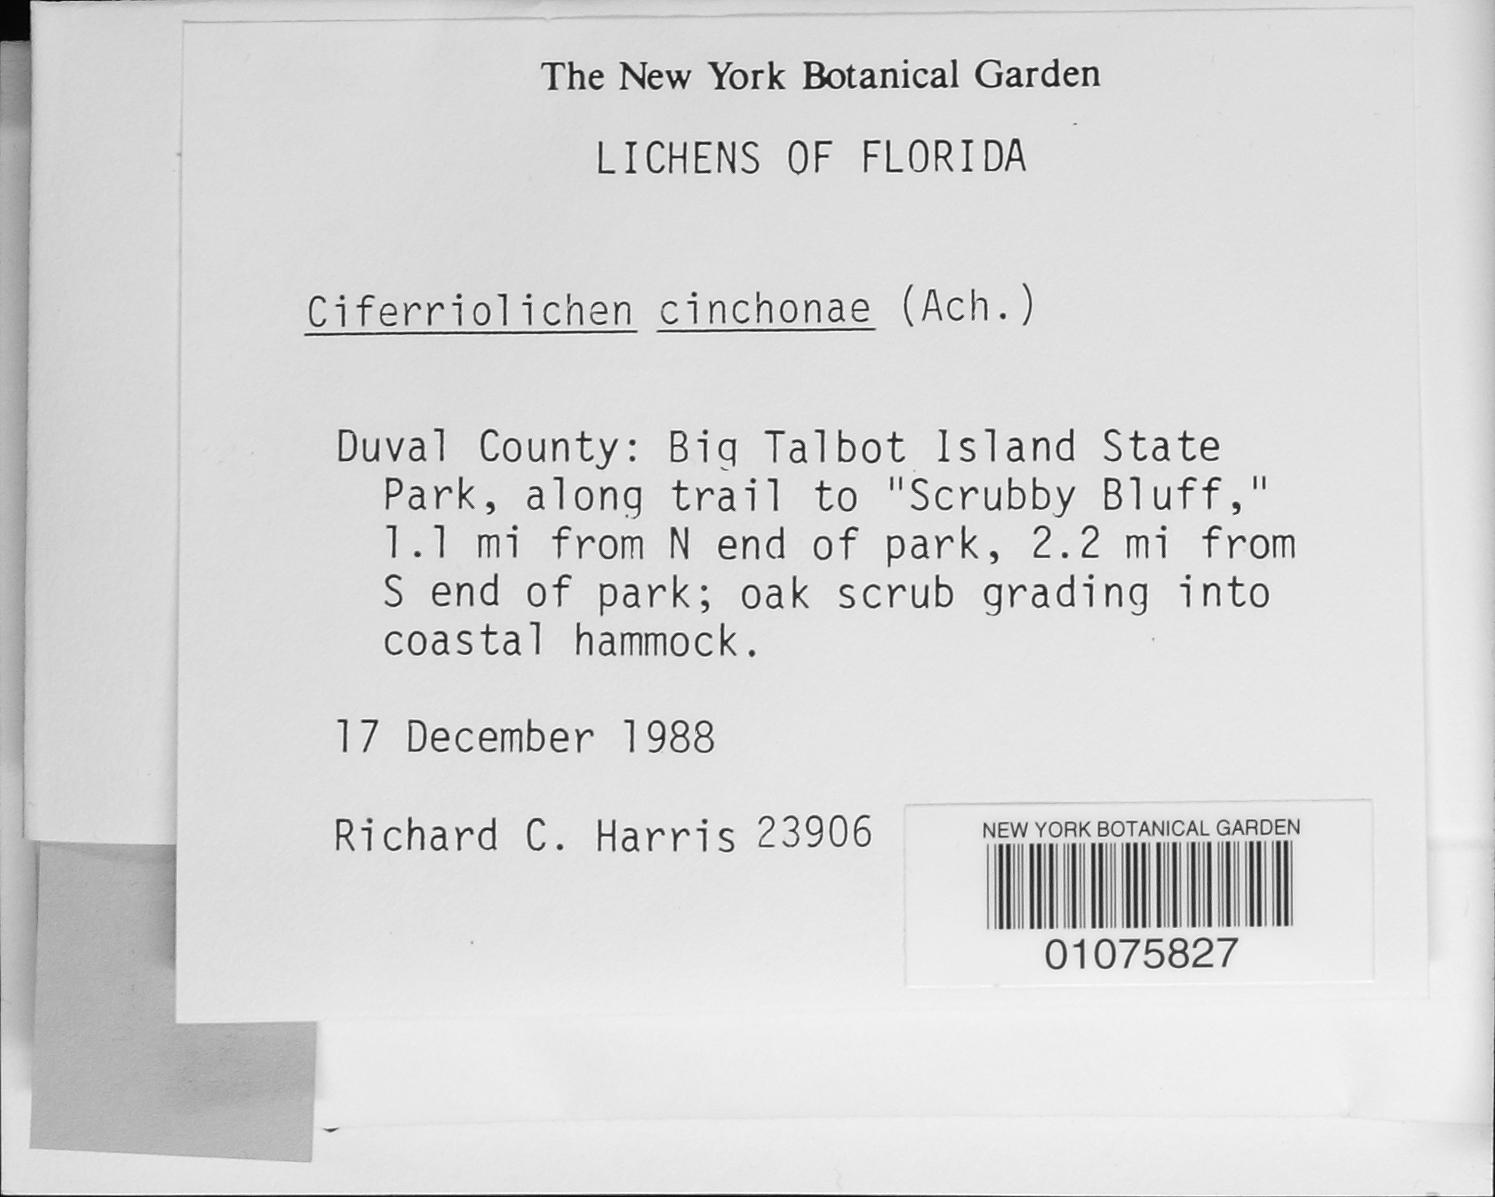 The New York Botanical Garden
LICHENS OF FLORIDA
Ciferriolichen cinchonae (Ach.)
Duval County: Big Talbot Island State
Park, along trail to "Scrubby Bluff,"
1.1 mi from N end of park, 2.2 mi from
S end of park; oak scrub grading into
coastal hammock.
17 December 1988
Richard C. Harris 23906
NEW YORK BOTANICAL GARDEN
01075827